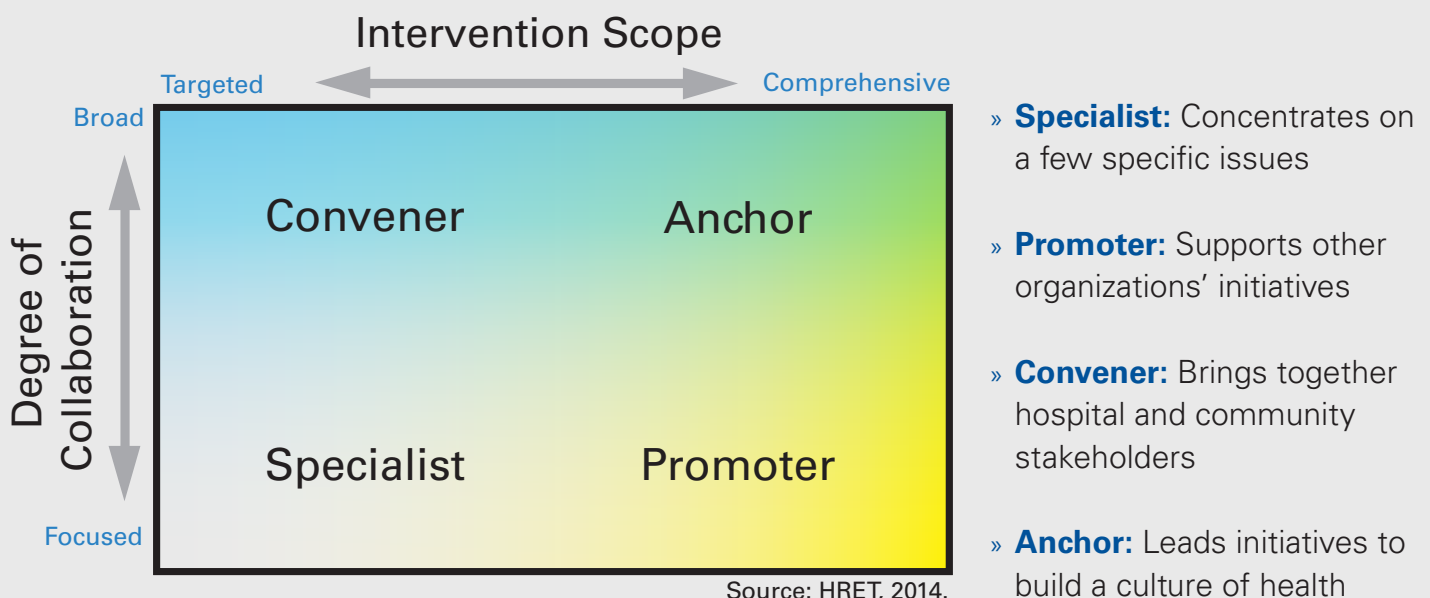 Intervention Scope
Targeted
Comprehensive
Broad
Degree of
Collaboration
Focused
Convener
Anchor
Specialist
Promoter
Source: HRET, 2014.
» Specialist: Concentrates on
a few specific issues
» Promoter: Supports other
organizations’ initiatives
» Convener: Brings together
hospital and community
stakeholders
» Anchor: Leads initiatives to
build a culture of health